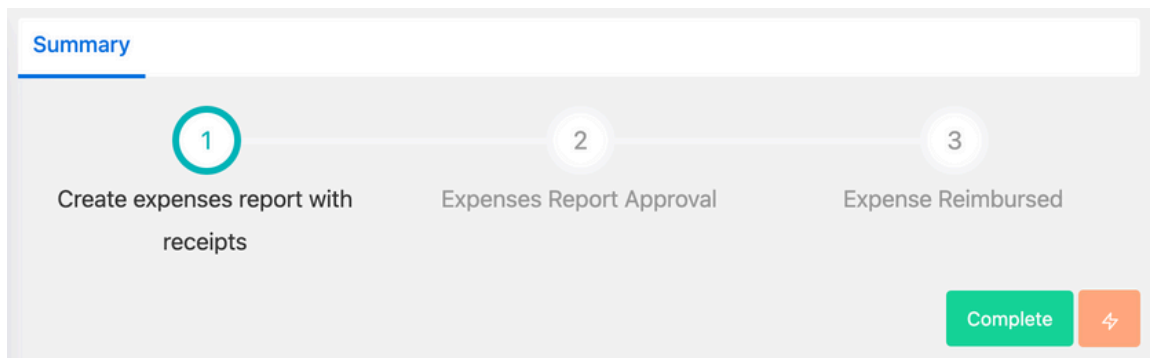 Summary
1
2
3
Create expenses report with
receipts
Expenses Report Approval
Expense Reimbursed
Complete